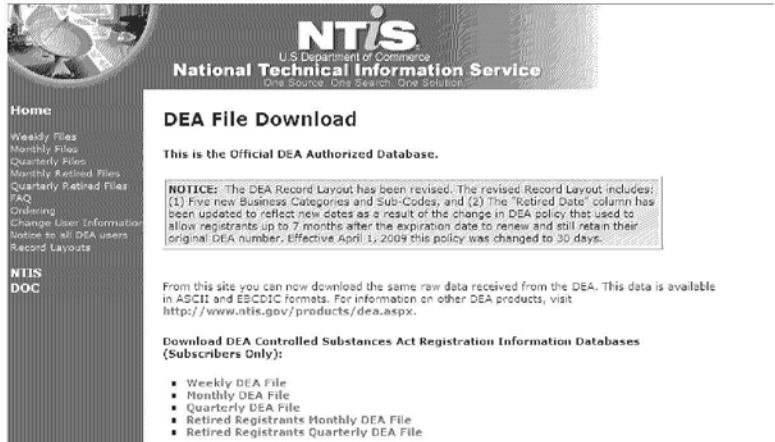 NTIS
U.S Department of Commerce
National Technical Information Service
One Source. One Search. One Solution.
Home
Weekly Files
Monthly Files
Quarterly Files
Monthly Retired Files
Quarterly Retired Files
FAQ
Ordering
Change User Information
Notice to all DEA users
Record Layouts
NTIS
DOC
DEA File Download
This is the Official DEA Authorized Database.
NOTICE: The DEA Record Layout has been revised. The revised Record Layout includes:
(1) Five new Business Categories and Sub-Codes, and (2) The "Retired Date" column has
been updated to reflect new dates as a result of the change in DEA policy that used to
allow registrants up to 7 months after the expiration date to renew and still retain their
original DEA number. Effective April 1, 2009 this policy was changed to 30 days.
From this site you can now download the same raw data received from the DEA. This data is available
in ASCII and EBCDIC formats. For information on other DEA products, visit
http://www.ntis.gov/products/dea.aspx.
Download DEA Controlled Substances Act Registration Information Databases
(Subscribers Only):
▪ Weekly DEA File
▪ Monthly DEA File
▪ Quarterly DEA File
▪ Retired Registrants Monthly DEA File
▪ Retired Registrants Quarterly DEA File